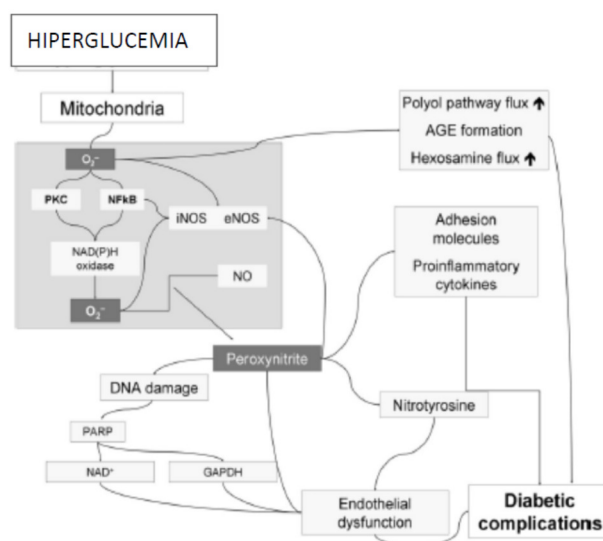 HIPERGLUCEMIA
Mitochondria
O₂⁻
PKC
NFkB
iNOS
eNOS
NAD(P)H
oxidase
NO
O₂⁻
Polyol pathway flux ↑
AGE formation
Hexosamine flux ↑
Adhesion
molecules
Proinflammatory
cytokines
Peroxynitrite
DNA damage
Nitrotyrosine
PARP
NAD⁺
GAPDH
Endothelial
dysfunction
Diabetic
complications